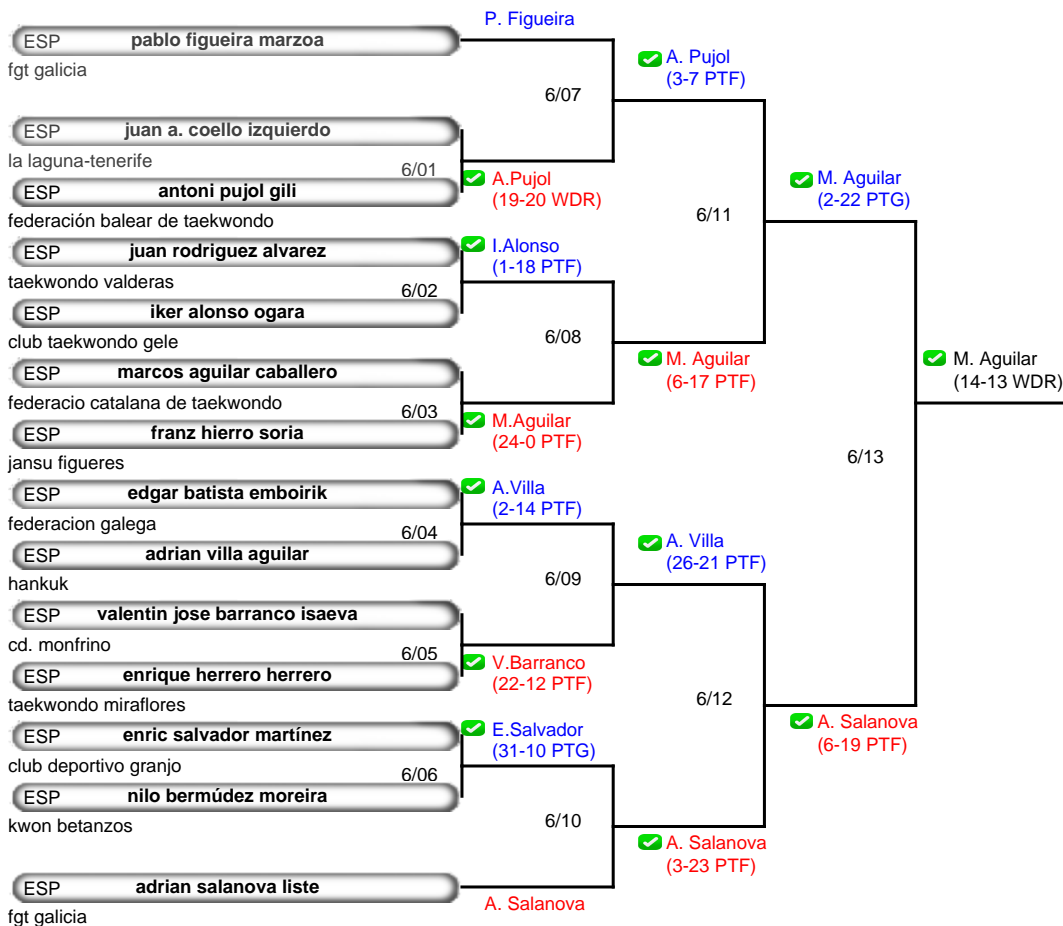 P. Figueira
ESP pablo figueira marzoa
fgt galicia
A. Pujol
(3-7 PTF)
6/07
ESP juan a. coello izquierdo
la laguna-tenerife
6/01
A.Pujol
(19-20 WDR)
ESP antoni pujol gili
federación balear de taekwondo
M. Aguilar
(2-22 PTG)
6/11
ESP juan rodriguez alvarez
taekwondo valderas
I.Alonso
(1-18 PTF)
6/02
ESP iker alonso ogara
club taekwondo gele
6/08
ESP marcos aguilar caballero
federacio catalana de taekwondo
M. Aguilar
(6-17 PTF)
M. Aguilar
(14-13 WDR)
6/03
M.Aguilar
(24-0 PTF)
ESP franz hierro soria
jansu figueres
6/13
ESP edgar batista emboirik
federacion galega
A.Villa
(2-14 PTF)
6/04
ESP adrian villa aguilar
hankuk
A. Villa
(26-21 PTF)
6/09
ESP valentin jose barranco isaeva
cd. monfrino
6/05
V.Barranco
(22-12 PTF)
ESP enrique herrero herrero
taekwondo miraflores
6/12
A. Salanova
(6-19 PTF)
ESP enric salvador martínez
club deportivo granjo
E.Salvador
(31-10 PTG)
6/06
ESP nilo bermúdez moreira
kwon betanzos
6/10
A. Salanova
(3-23 PTF)
ESP adrian salanova liste
fgt galicia
A. Salanova